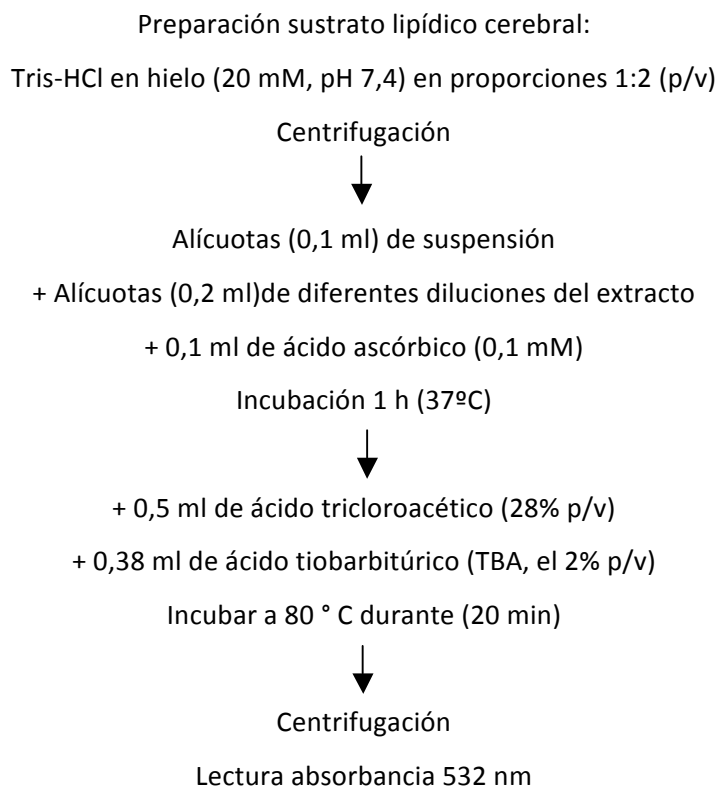 Preparación sustrato lipídico cerebral:
Tris-HCl en hielo (20 mM, pH 7,4) en proporciones 1:2 (p/v)
Centrifugación
Alícuotas (0,1 ml) de suspensión
+ Alícuotas (0,2 ml)de diferentes diluciones del extracto
+ 0,1 ml de ácido ascórbico (0,1 mM)
Incubación 1 h (37ºC)
+ 0,5 ml de ácido tricloroacético (28% p/v)
+ 0,38 ml de ácido tiobarbitúrico (TBA, el 2% p/v)
Incubar a 80 ° C durante (20 min)
Centrifugación
Lectura absorbancia 532 nm